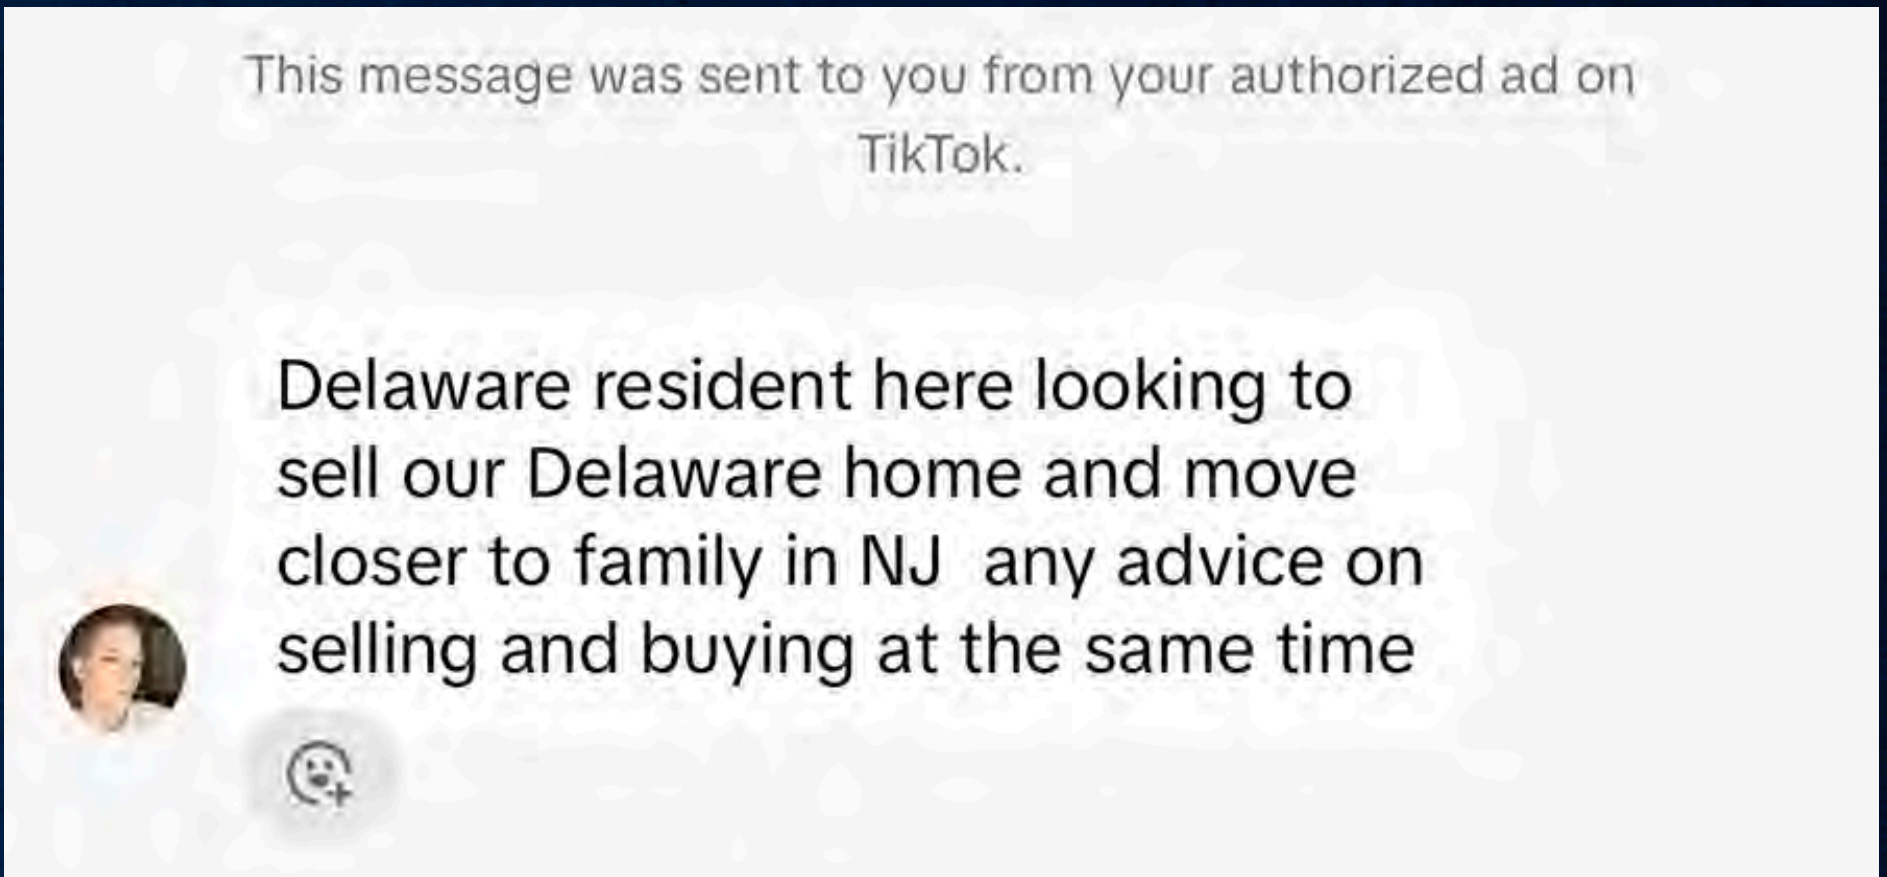 This message was sent to you from your authorized ad on
TikTok.
Delaware resident here looking to
sell our Delaware home and move
closer to family in NJ  any advice on
selling and buying at the same time